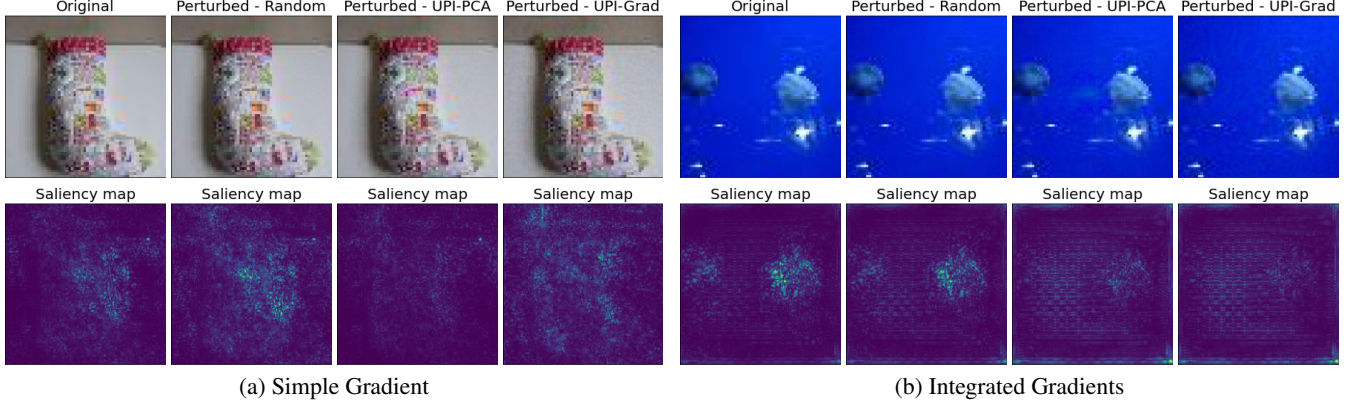 Original Perturbed - Random Perturbed - UPI-PCA Perturbed - UPI-Grad Original Perturbed - Random Perturbed - UPI-PCA Perturbed - UPI-Grad
Saliency map Saliency map Saliency map Saliency map Saliency map Saliency map Saliency map Saliency map
(a) Simple Gradient (b) Integrated Gradients